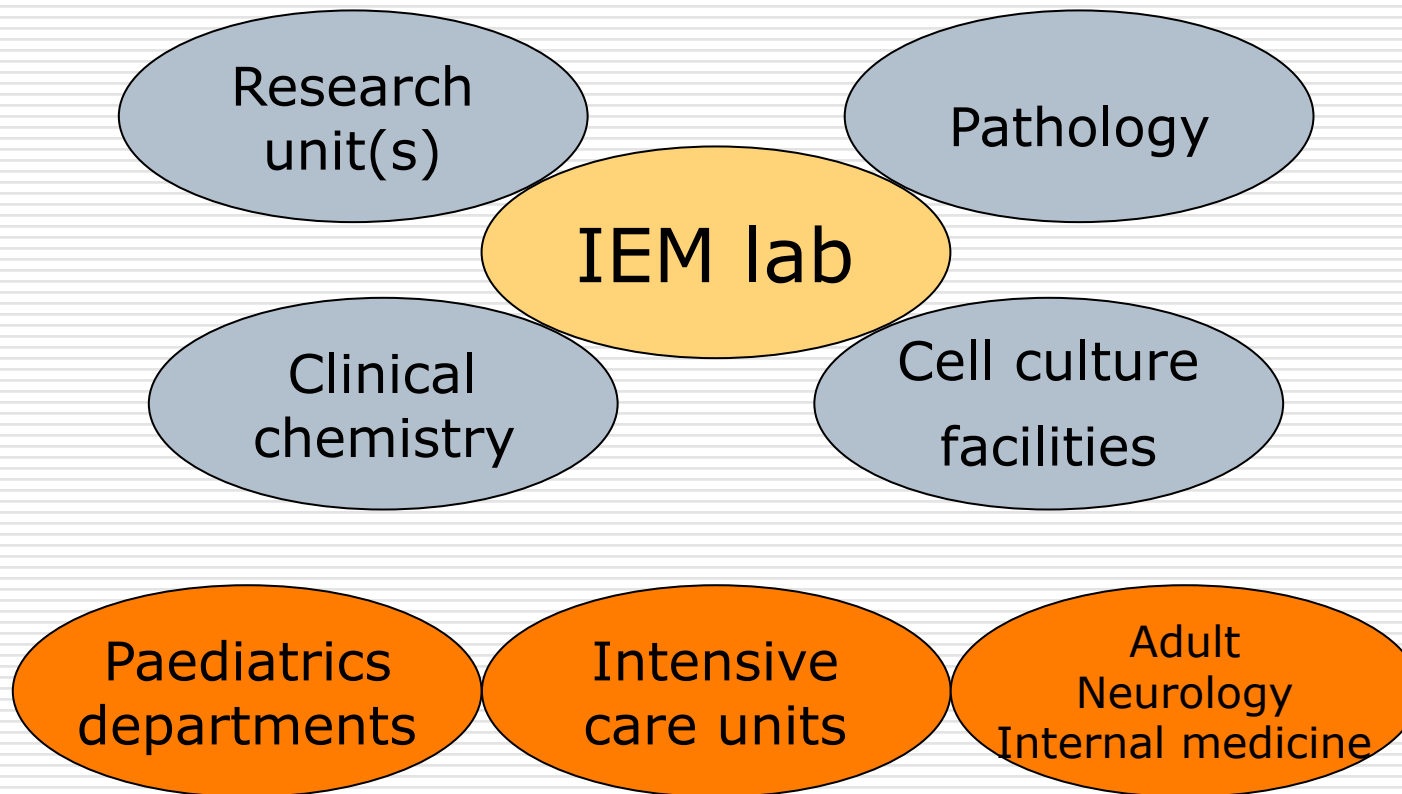 Research
unit(s)
Pathology
IEM lab
Clinical
chemistry
Cell culture
facilities
Paediatrics
departments
Intensive
care units
Adult
Neurology
Internal medicine